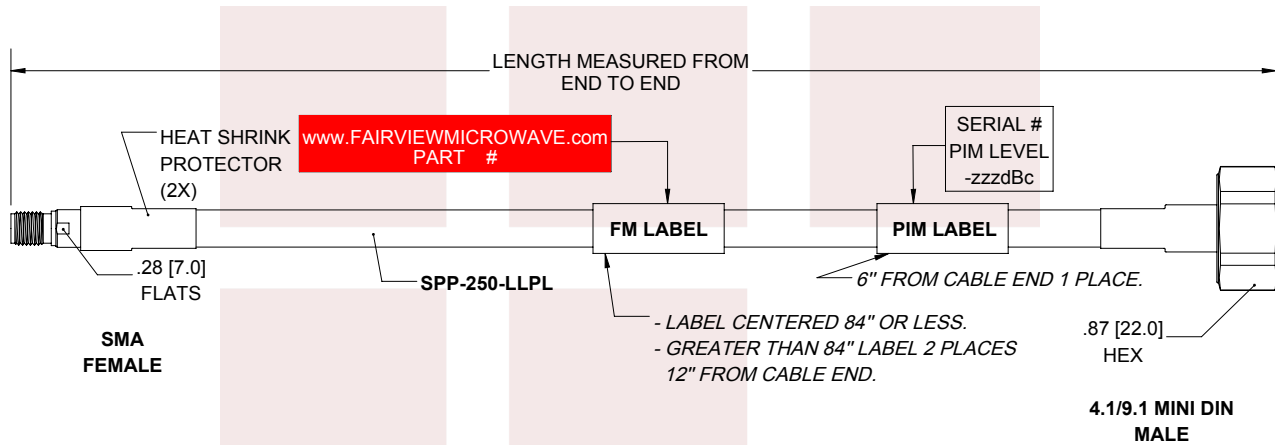 LENGTH MEASURED FROM
END TO END
HEAT SHRINK
PROTECTOR
(2X)
www.FAIRVIEWMICROWAVE.com
PART #
SERIAL #
PIM LEVEL
-zzzdBc
FM LABEL
PIM LABEL
.28 [7.0]
FLATS
SPP-250-LLPL
6" FROM CABLE END 1 PLACE.
SMA
FEMALE
- LABEL CENTERED 84" OR LESS.
- GREATER THAN 84" LABEL 2 PLACES
12" FROM CABLE END.
.87 [22.0]
HEX
4.1/9.1 MINI DIN
MALE